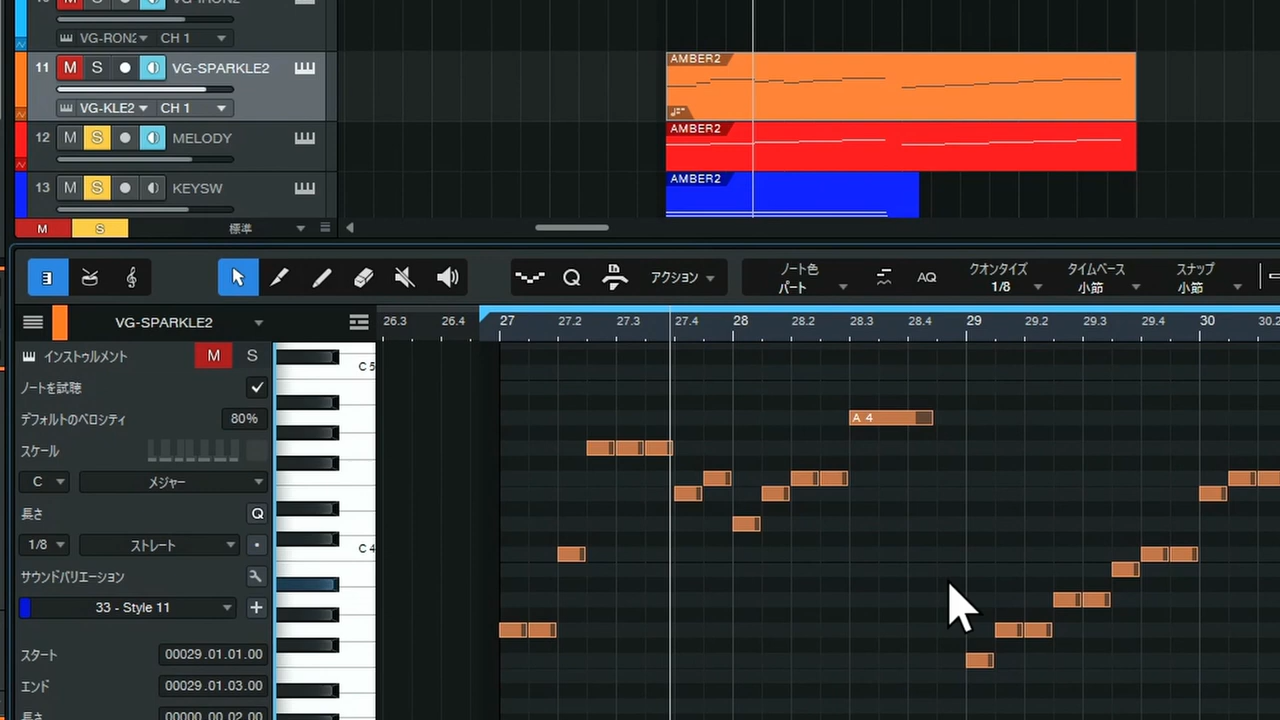 M S VG-IRON2
VG-RON2 CH 1
11 M S VG-SPARKLE2
VG-KLE2 CH 1
12 M S MELODY
13 M S KEYSW
M S 標準
AMBER2
AMBER2
AMBER2
アクション
ノート色
パート
AQ
クオンタイズ
1/8
タイムベース
小節
スナップ
小節
VG-SPARKLE2
26.3 26.4 27 27.2 27.3 27.4 28 28.2 28.3 28.4 29 29.2 29.3 29.4 30 30.2
インストゥルメント M S
ノートを試聴
デフォルトのベロシティ 80%
スケール
C メジャー
長さ Q
1/8 ストレート
サウンドバリエーション
33 - Style 11
スタート 00029.01.01.00
エンド 00029.01.03.00
長さ 00000.00.02.00
C 5
C 4
A 4